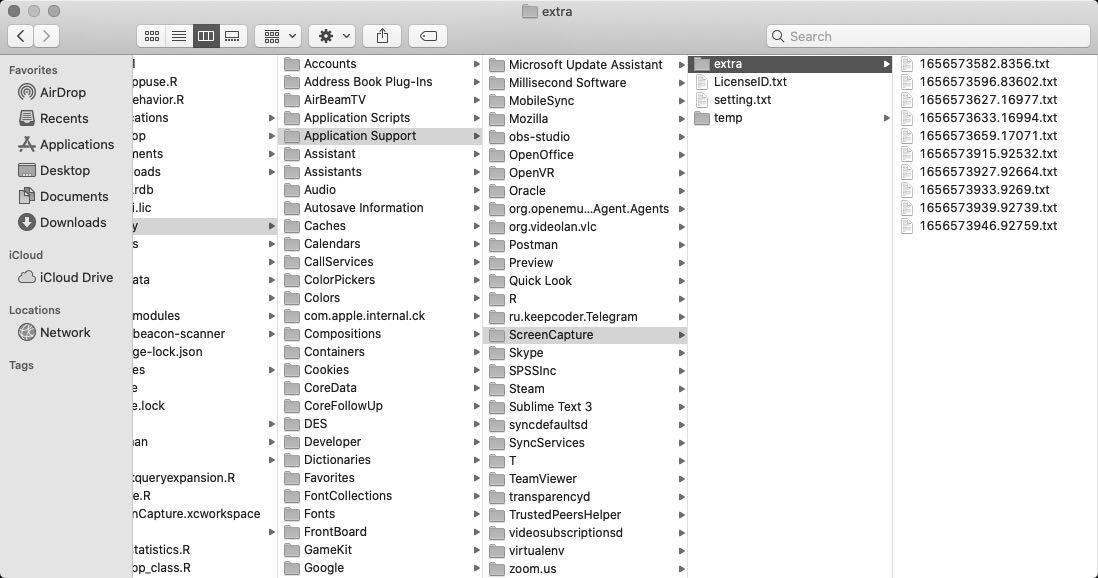 extra
Search
Favorites
AirDrop
Recents
Applications
Desktop
Documents
Downloads
iCloud
iCloud Drive
Locations
Network
Tags
l
ppuse.R
ehavior.R
cations
op
ments
oads
.rdb
i.lic
y
s
ata
modules
beacon-scanner
ge-lock.json
es
e
e.lock
nan
tqueryexpansion.R
e.R
nCapture.xcworkspace
tatistics.R
pp_class.R
Accounts
Address Book Plug-Ins
AirBeamTV
Application Scripts
Application Support
Assistant
Assistants
Audio
Autosave Information
Caches
Calendars
CallServices
ColorPickers
Colors
com.apple.internal.ck
Compositions
Containers
Cookies
CoreData
CoreFollowUp
DES
Developer
Dictionaries
Favorites
FontCollections
Fonts
FrontBoard
GameKit
Google
Microsoft Update Assistant
Millisecond Software
MobileSync
Mozilla
obs-studio
OpenOffice
OpenVR
Oracle
org.openemu...Agent.Agents
org.videolan.vlc
Postman
Preview
Quick Look
R
ru.keepcoder.Telegram
ScreenCapture
Skype
SPSSInc
Steam
Sublime Text 3
syncdefaultsd
SyncServices
T
TeamViewer
transparencyd
TrustedPeersHelper
videosubscriptionsd
virtualenv
zoom.us
extra
LicenseID.txt
setting.txt
temp
1656573582.8356.txt
1656573596.83602.txt
1656573627.16977.txt
1656573633.16994.txt
1656573659.17071.txt
1656573915.92532.txt
1656573927.92664.txt
1656573933.9269.txt
1656573939.92739.txt
1656573946.92759.txt